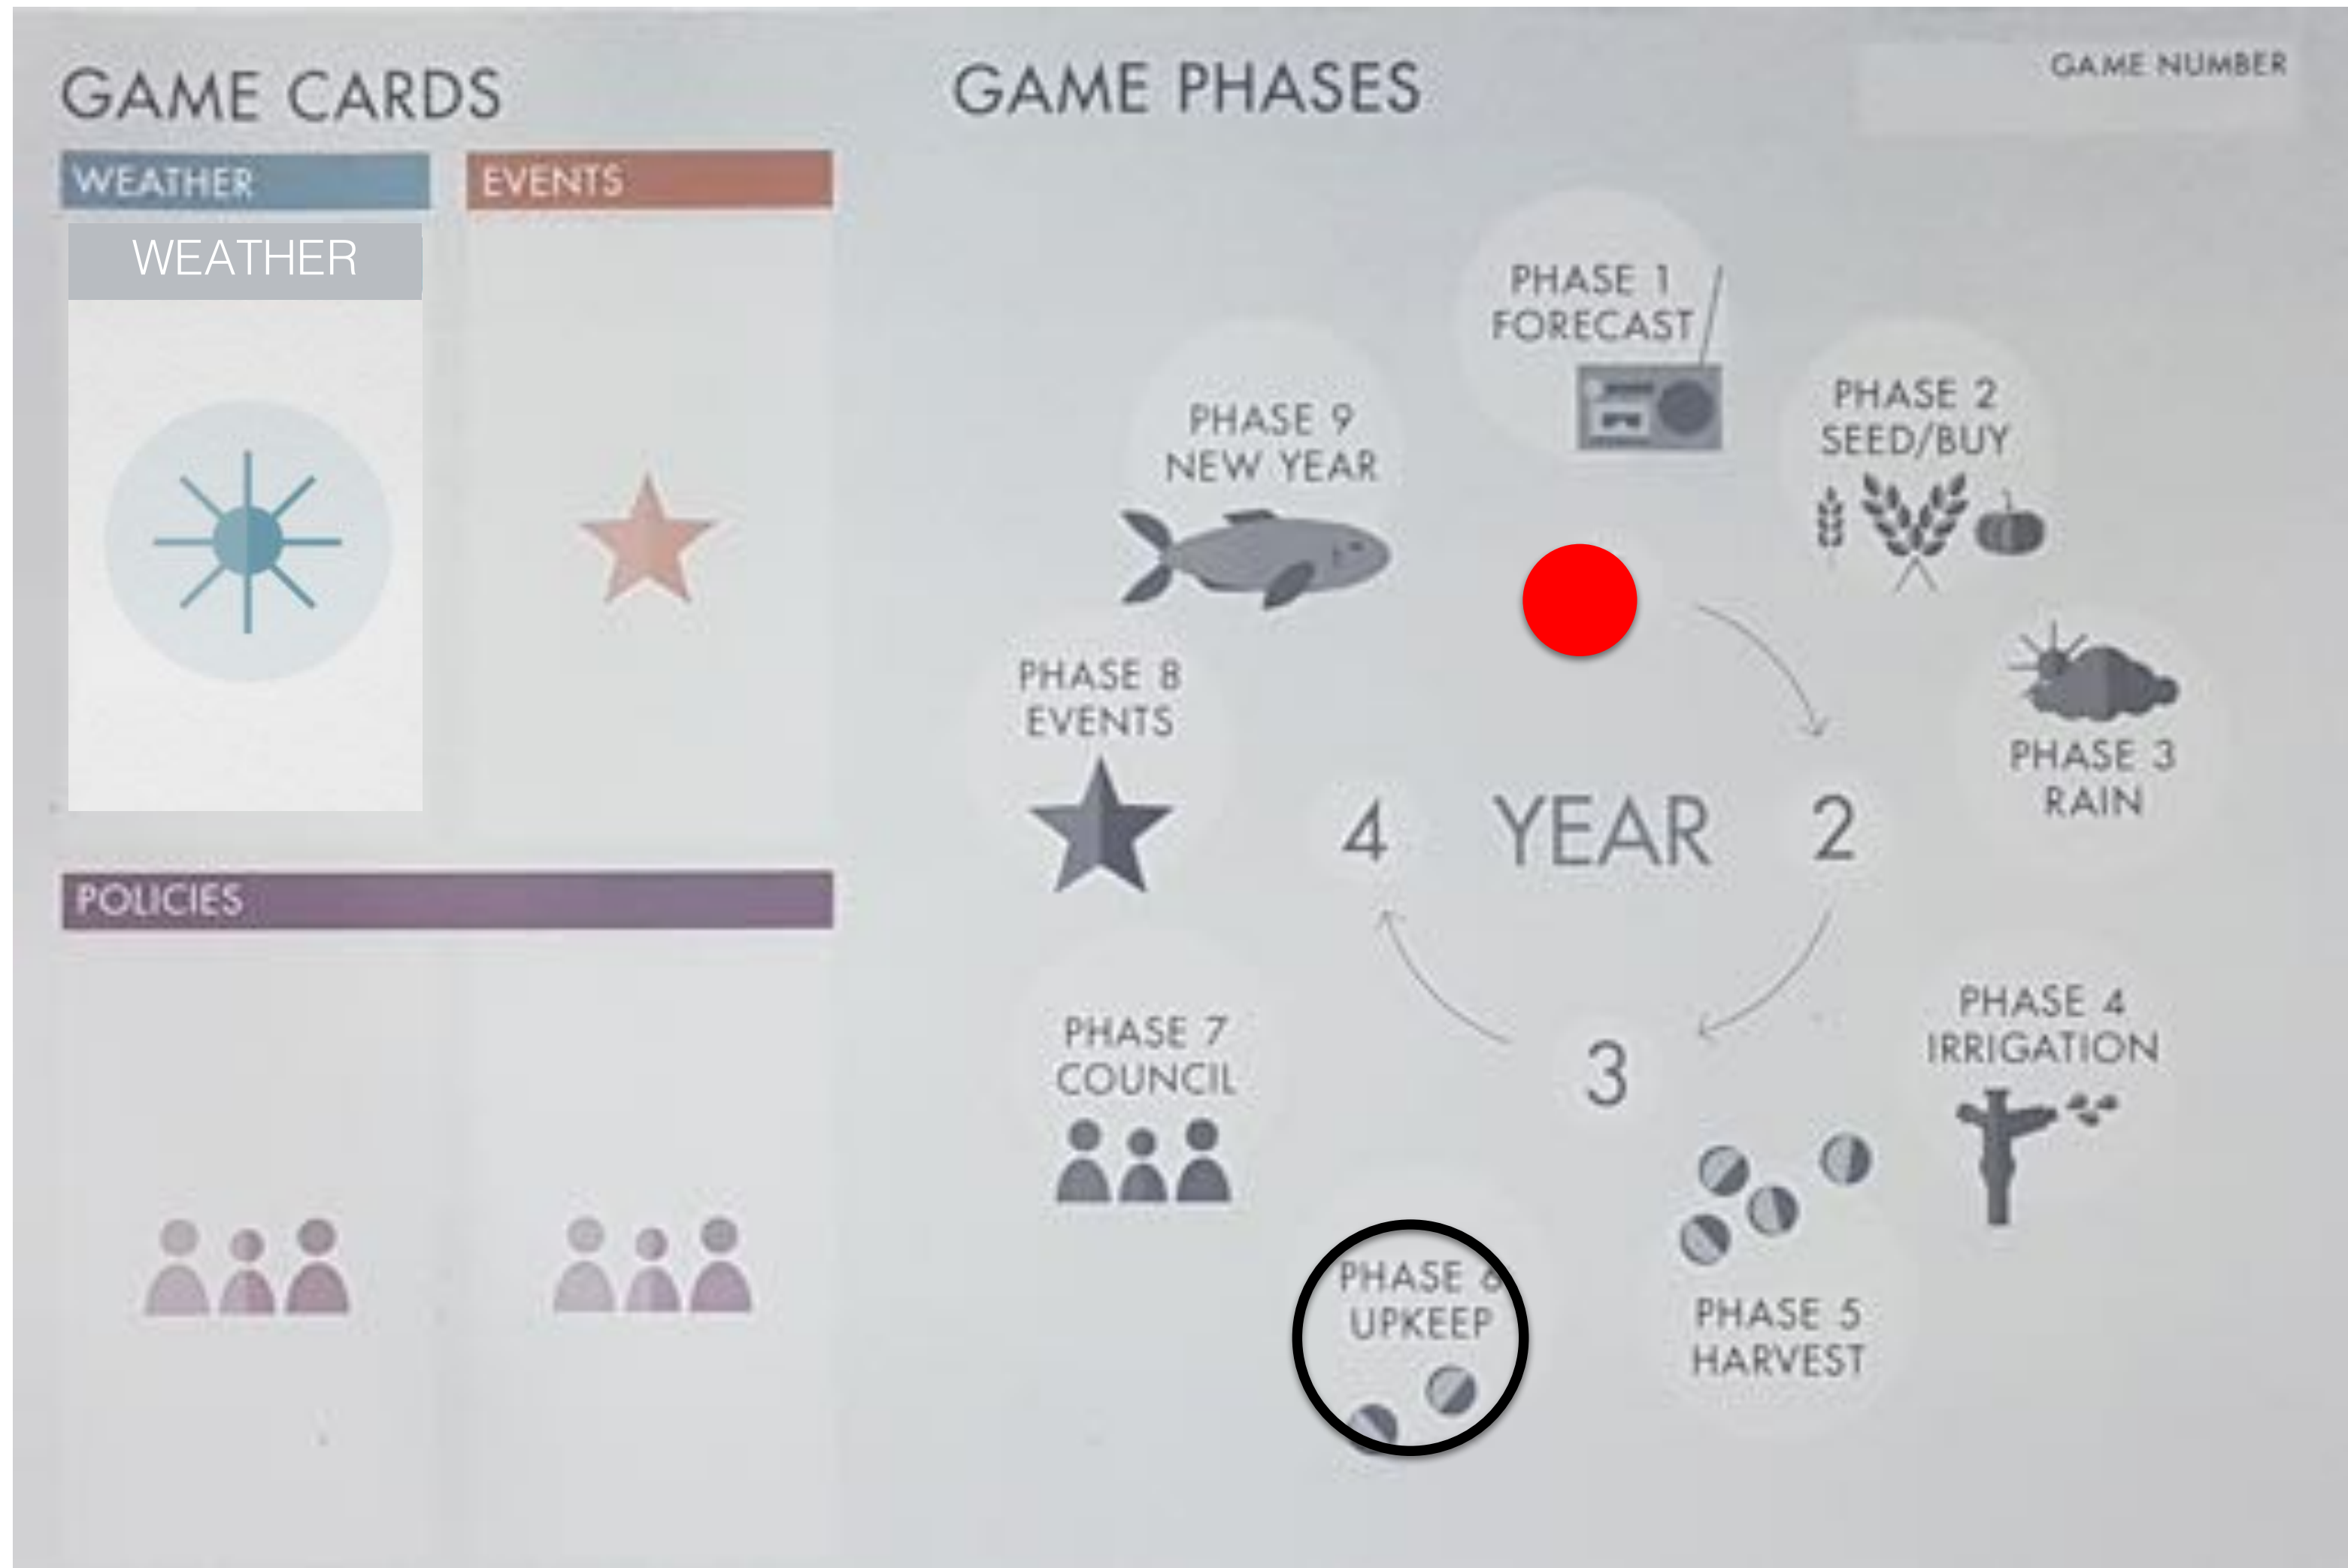 GAME CARDS
WEATHER
EVENTS
WEATHER
POLICIES
GAME PHASES
GAME NUMBER
PHASE 1
FORECAST
PHASE 2
SEED/BUY
PHASE 3
RAIN
PHASE 4
IRRIGATION
PHASE 5
HARVEST
PHASE 6
UPKEEP
PHASE 7
COUNCIL
PHASE 8
EVENTS
PHASE 9
NEW YEAR
4 YEAR 2
3